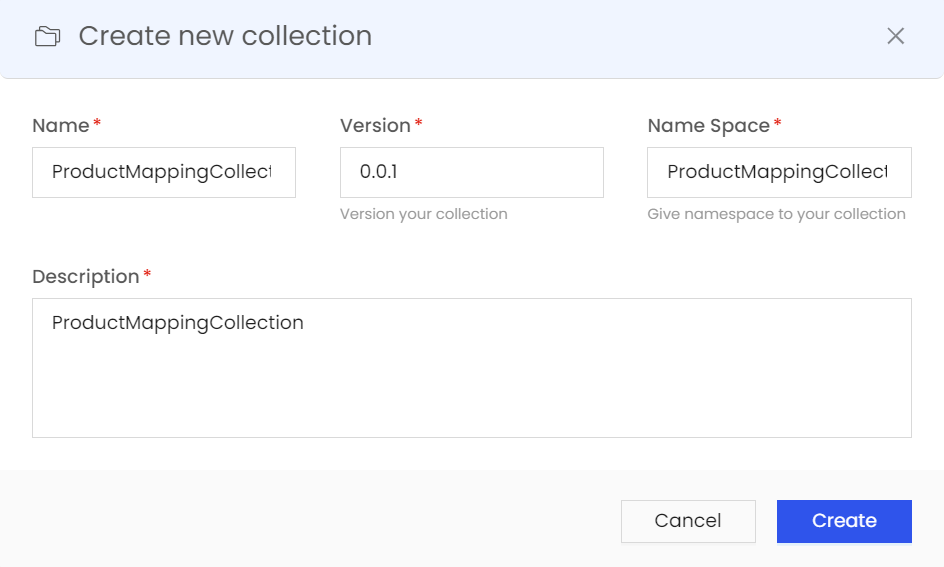 Create new collection
Name*
Version*
Name Space*
ProductMappingCollect
0.0.1
ProductMappingCollect
Version your collection
Give namespace to your collection
Description*
ProductMappingCollection
Cancel
Create